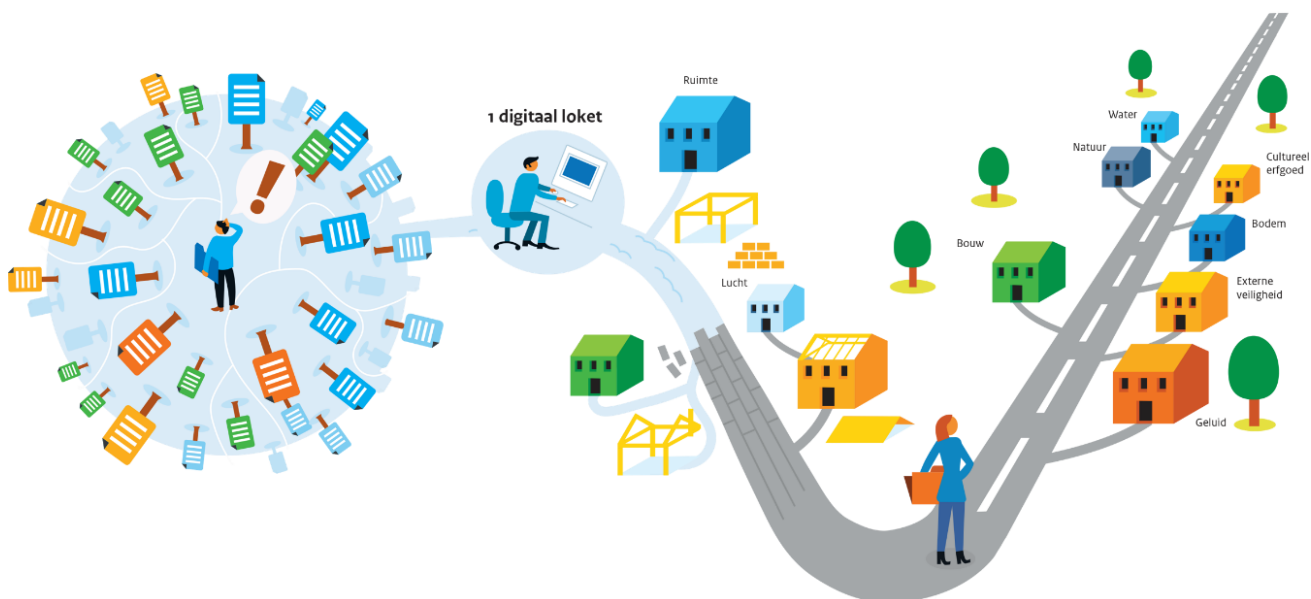 1 digitaal loket
Ruimte
Lucht
Bouw
Water
Natuur
Cultureel
erfgoed
Bodem
Externe
veiligheid
Geluid
!